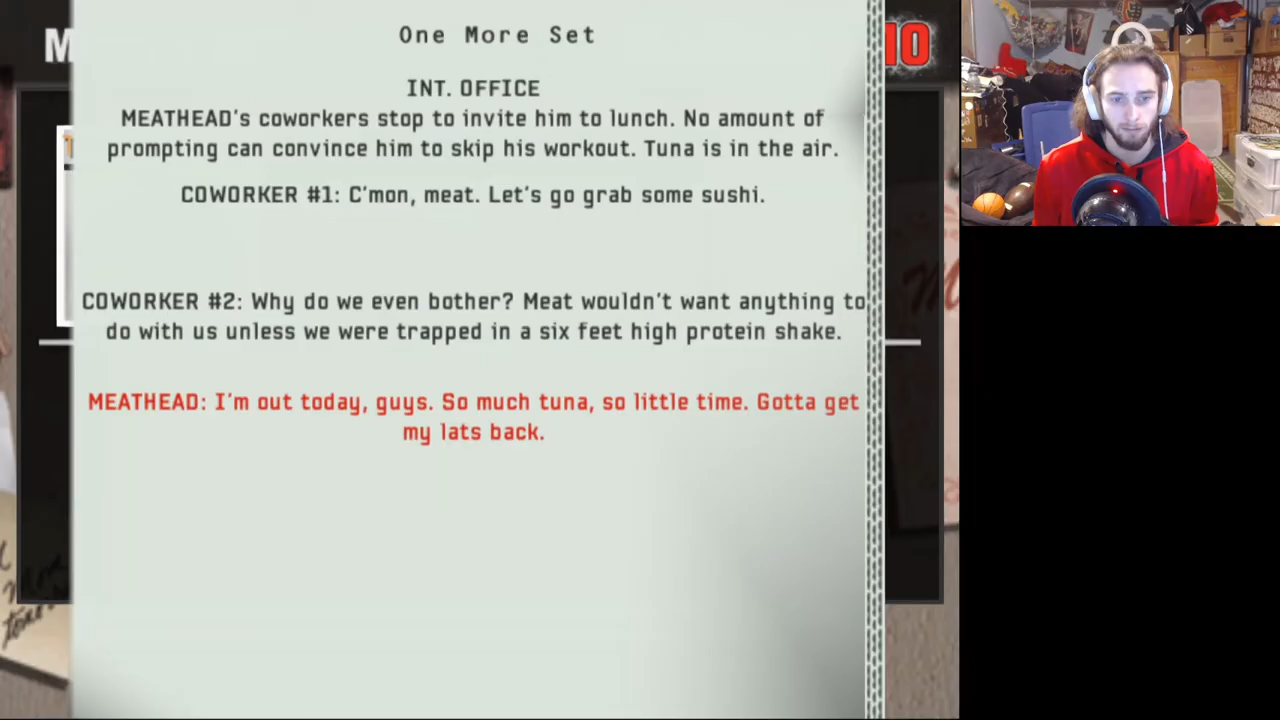 One More Set
INT. OFFICE
MEATHEAD's coworkers stop to invite him to lunch. No amount of
prompting can convince him to skip his workout. Tuna is in the air.
COWORKER #1: C'mon, meat. Let's go grab some sushi.
COWORKER #2: Why do we even bother? Meat wouldn't want anything to
do with us unless we were trapped in a six feet high protein shake.
MEATHEAD: I'm out today, guys. So much tuna, so little time. Gotta get
my lats back.
M
10